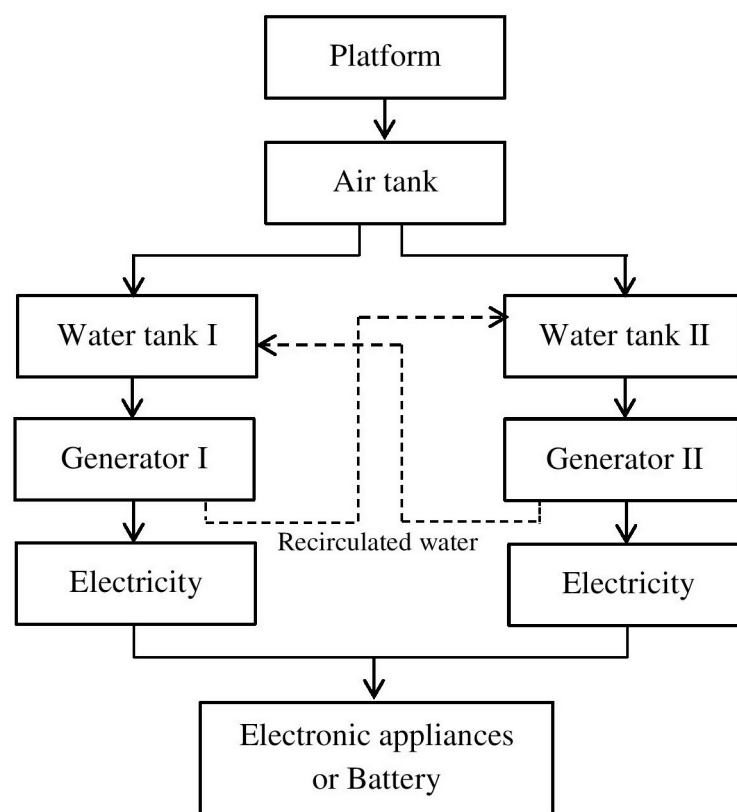 Platform
Air tank
Water tank I
Water tank II
Generator I
Generator II
Recirculated water
Electricity
Electricity
Electronic appliances
or Battery